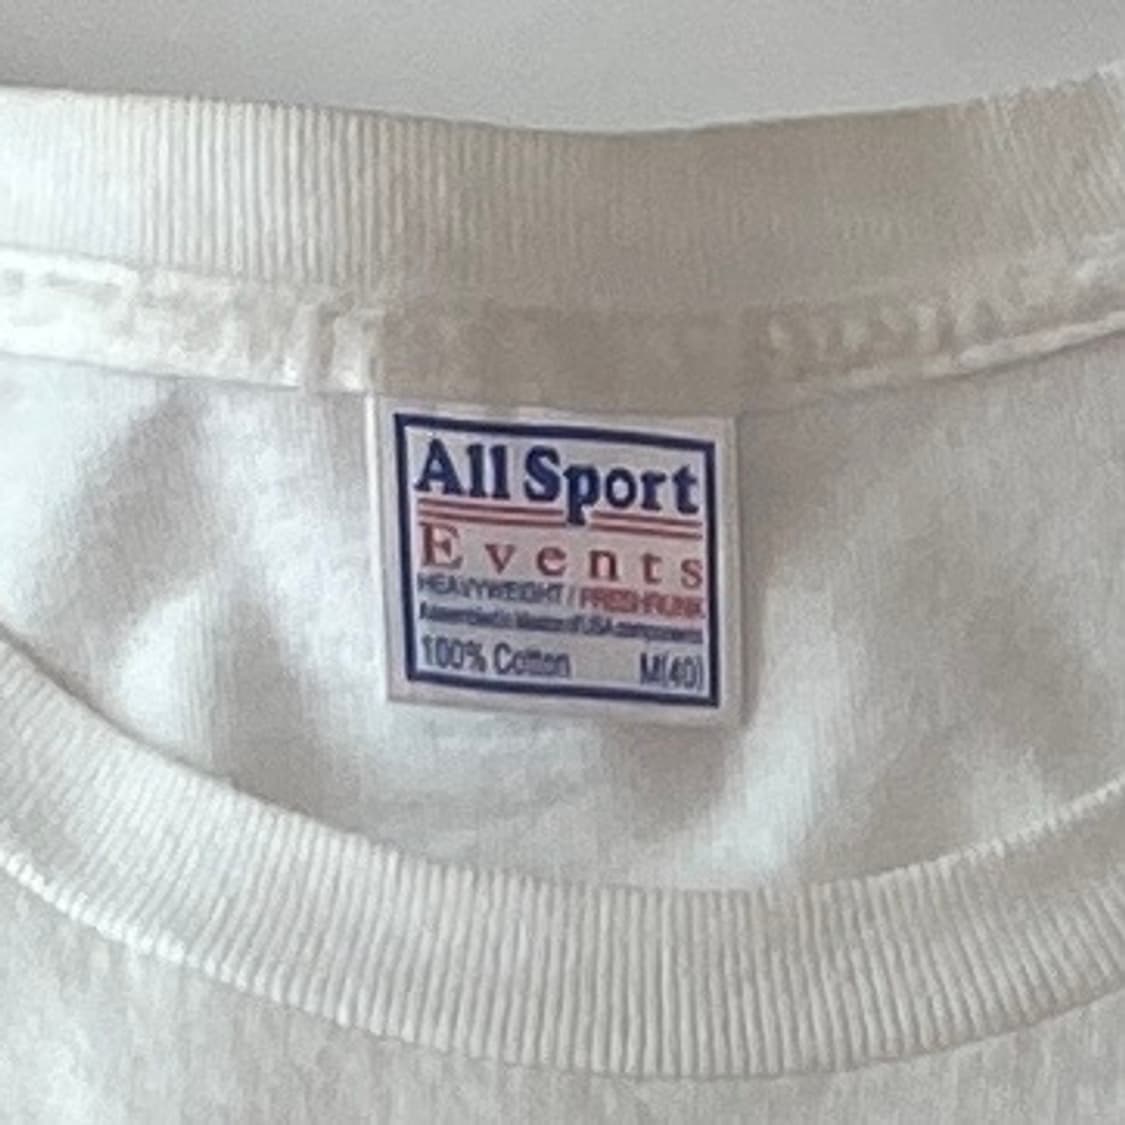 All Sport
Events
HEAVYWEIGHT / PRESHRUNK
Assembled in Mexico of USA components
100% Cotton M(40)